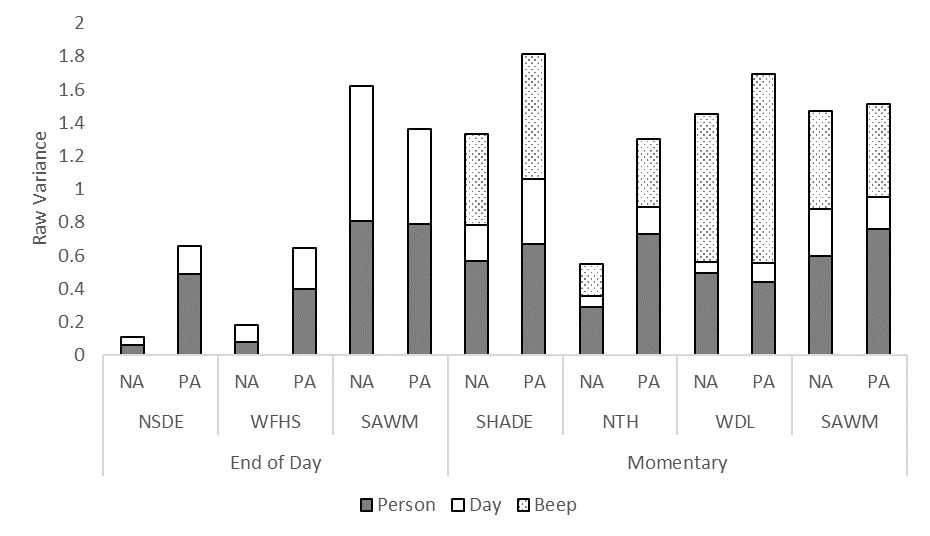 2
1.8
1.6
1.4
1.2
1
0.8
0.6
0.4
0.2
0
Raw Variance
NA PA NA PA NA PA NA PA NA PA NA PA NA PA
NSDE WFHS SAWM SHADE NTH WDL SAWM
End of Day Momentary
Person Day Beep